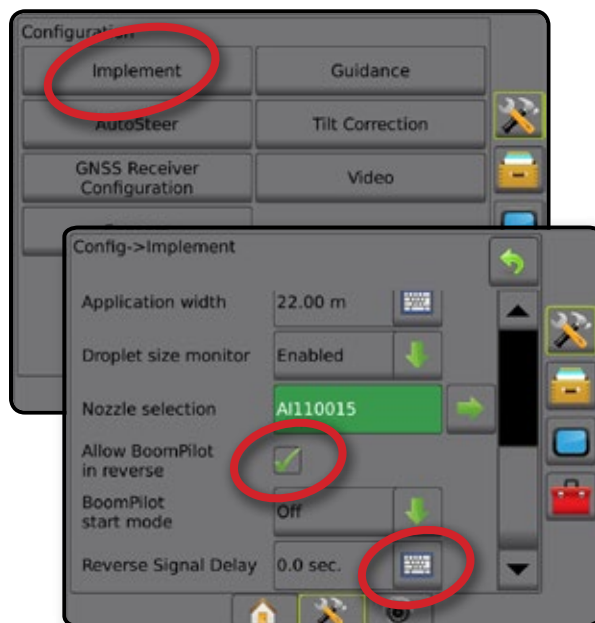 Configuration
Implement
Guidance
AutoSteer
Tilt Correction
GNSS Receiver
Configuration
Video
Config->Implement
Application width
22.00 m
Droplet size monitor
Enabled
Nozzle selection
AI110015
Allow BoomPilot
in reverse
BoomPilot
start mode
Off
Reverse Signal Delay
0.0 sec.